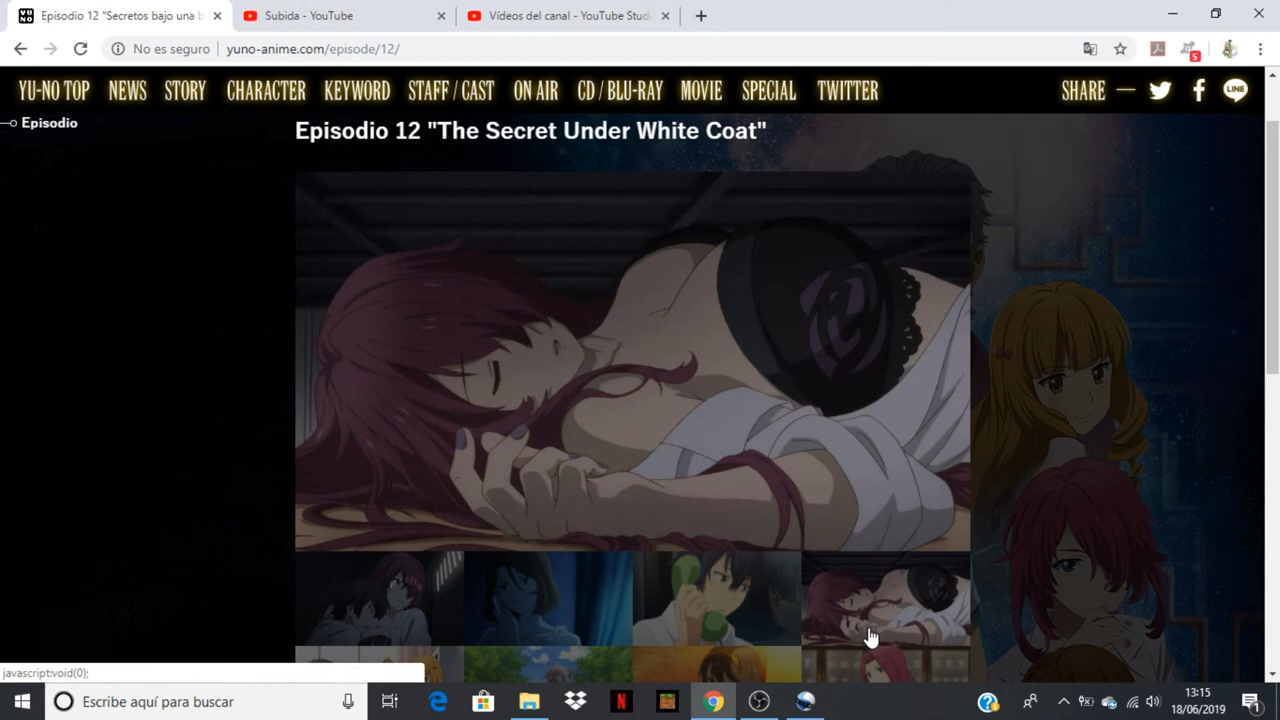 Episodio 12 "Secretos bajo una b
Subida - YouTube
Vídeos del canal - YouTube Stud
No es seguro
yuno-anime.com/episode/12/
5
YU-NO TOP NEWS STORY CHARACTER KEYWORD STAFF / CAST ON AIR CD / BLU-RAY MOVIE SPECIAL TWITTER SHARE LINE
Episodio
Episodio 12 "The Secret Under White Coat"
javascript:void(0);
Escribe aquí para buscar
13:15
18/06/2019
1